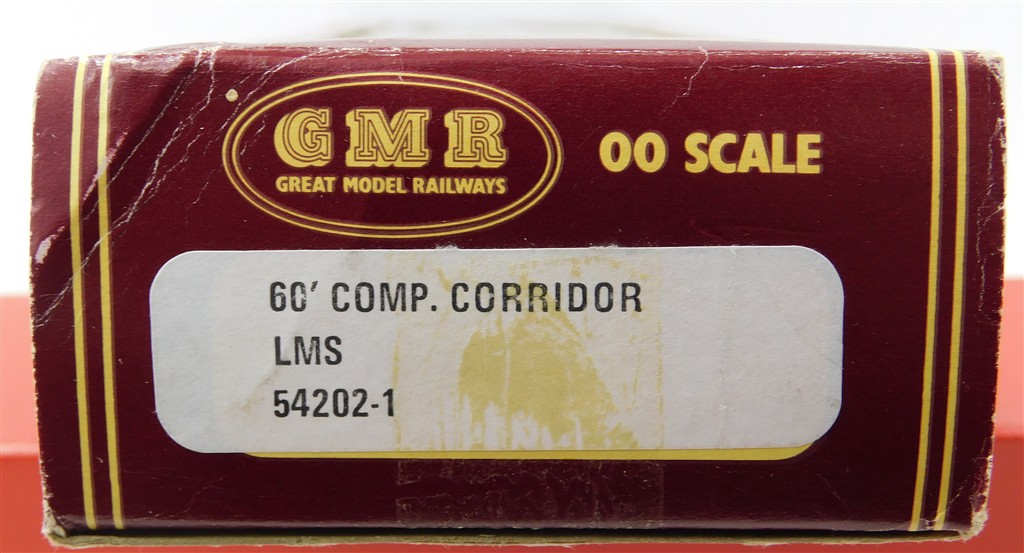 GMR
GREAT MODEL RAILWAYS
00 SCALE
60' COMP. CORRIDOR
LMS
54202-1